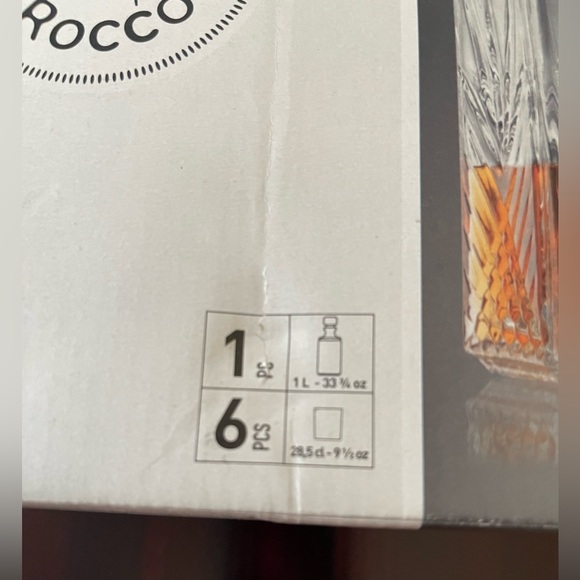 ROCCO
1 PC
1 L - 33 ¾ oz
6 PCS
28,5 cl - 9 ½ oz